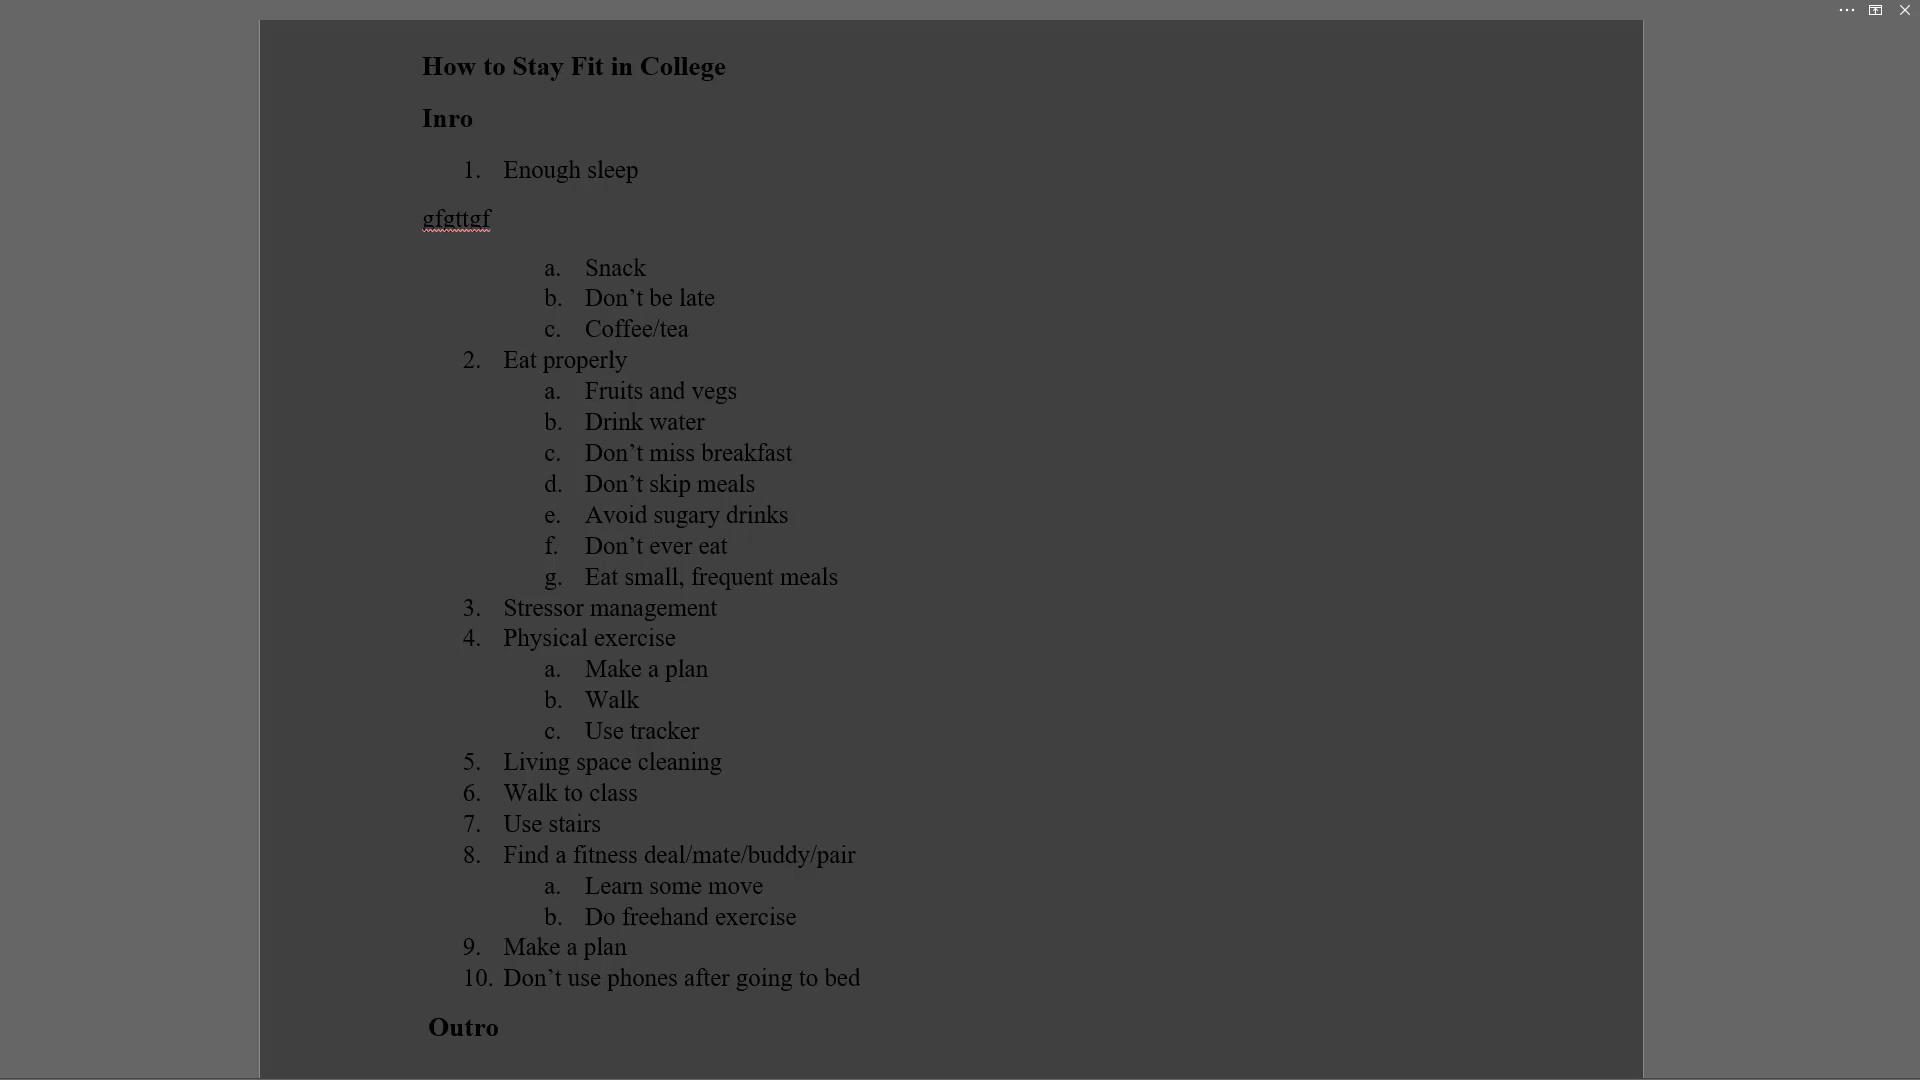 How to Stay Fit in College
Inro
1. Enough sleep
gfgttgf
a. Snack
b. Don’t be late
c. Coffee/tea
2. Eat properly
a. Fruits and vegs
b. Drink water
c. Don’t miss breakfast
d. Don’t skip meals
e. Avoid sugary drinks
f. Don’t ever eat
g. Eat small, frequent meals
3. Stressor management
4. Physical exercise
a. Make a plan
b. Walk
c. Use tracker
5. Living space cleaning
6. Walk to class
7. Use stairs
8. Find a fitness deal/mate/buddy/pair
a. Learn some move
b. Do freehand exercise
9. Make a plan
10. Don’t use phones after going to bed
Outro